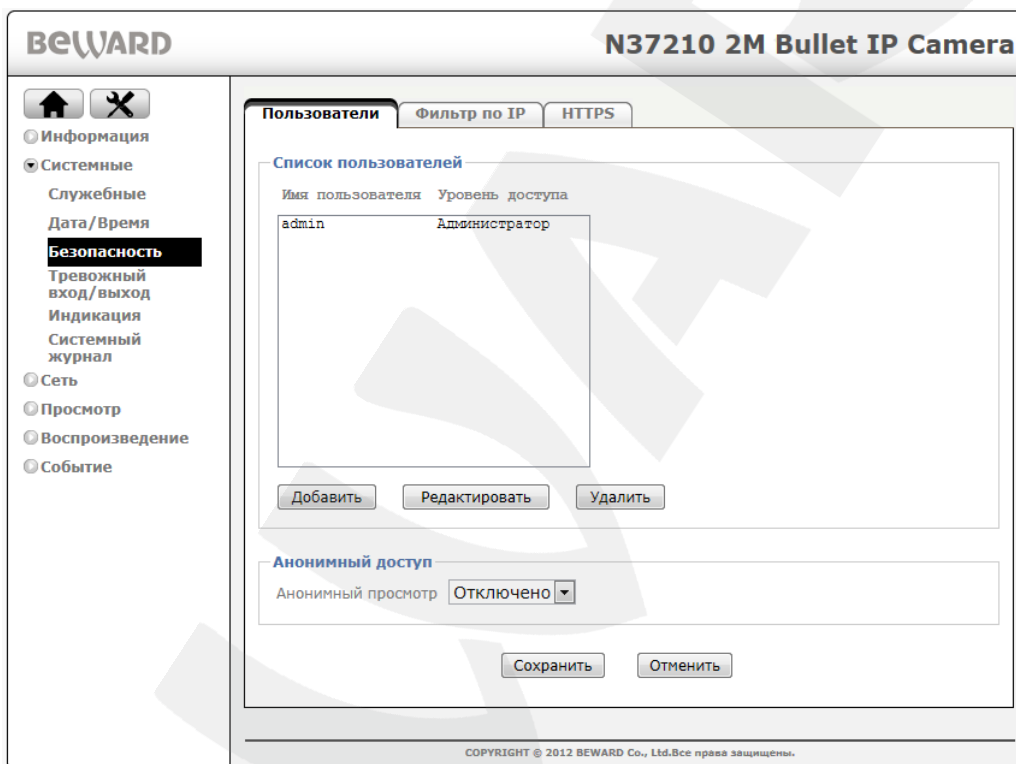 BEWARD
N37210 2M Bullet IP Camera
Информация
Системные
Служебные
Дата/Время
Безопасность
Тревожный
вход/выход
Индикация
Системный
журнал
Сеть
Просмотр
Воспроизведение
Событие
Пользователи Фильтр по IP HTTPS
Список пользователей
Имя пользователя Уровень доступа
admin Администратор
Добавить Редактировать Удалить
Анонимный доступ
Анонимный просмотр Отключено
Сохранить Отменить
COPYRIGHT © 2012 BEWARD Co., Ltd.Все права защищены.